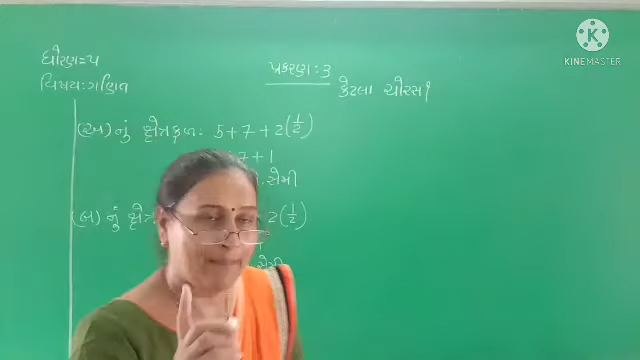 ધોરણ=૫
પ્રકરણ:૩
વિષય:ગણિત
કેટલા ચોરસ?
(અ) નું ક્ષેત્રફળ: 5+7+2(1/2)
7+1
સેમી
(બ) નું 2(1/2)
સેમી
K
KINEMASTER